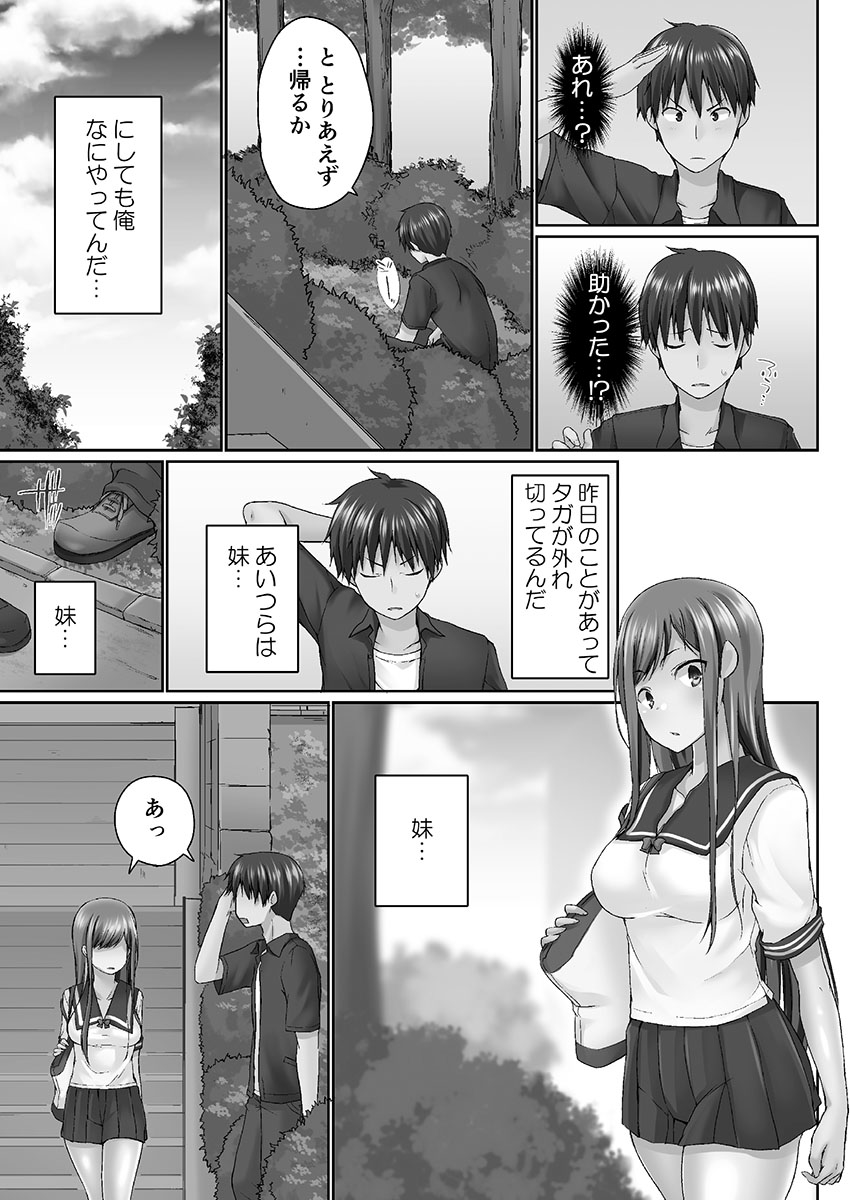 あれ…？
助かった…!?
ふぅ…
と とりあえず
…帰るか
にしても俺
なにやってんだ…
昨日のことがあって
タガが外れ
切ってるんだ
あいつらは
妹…
妹…
妹…
あっ